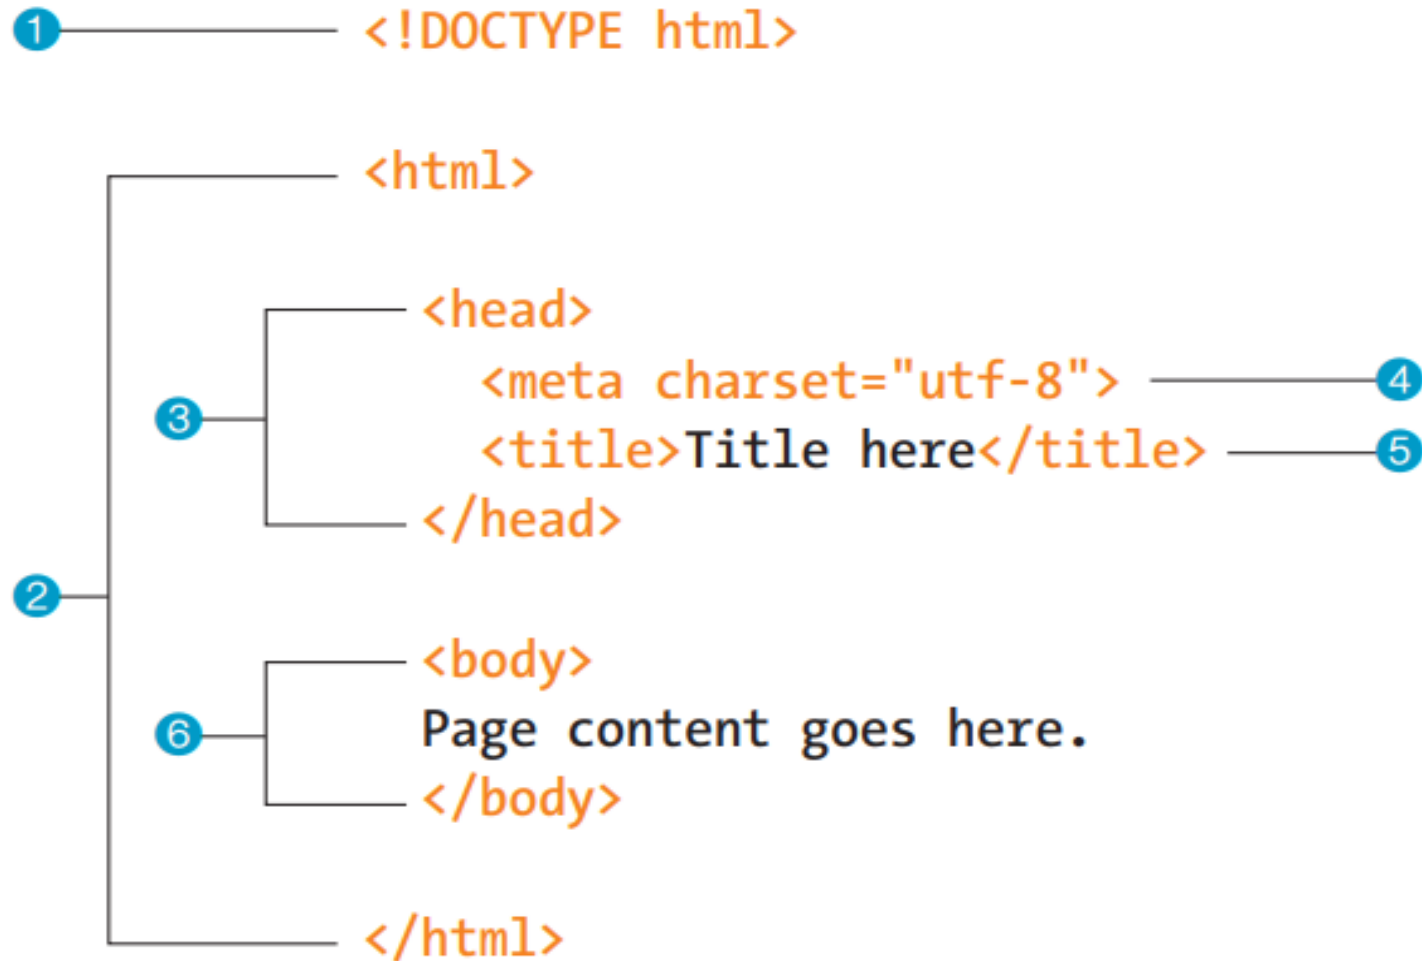 1 <!DOCTYPE html>
<html>
<head>
<meta charset="utf-8"> 4
3
<title>Title here</title> 5
</head>
2
<body>
6 Page content goes here.
</body>
</html>